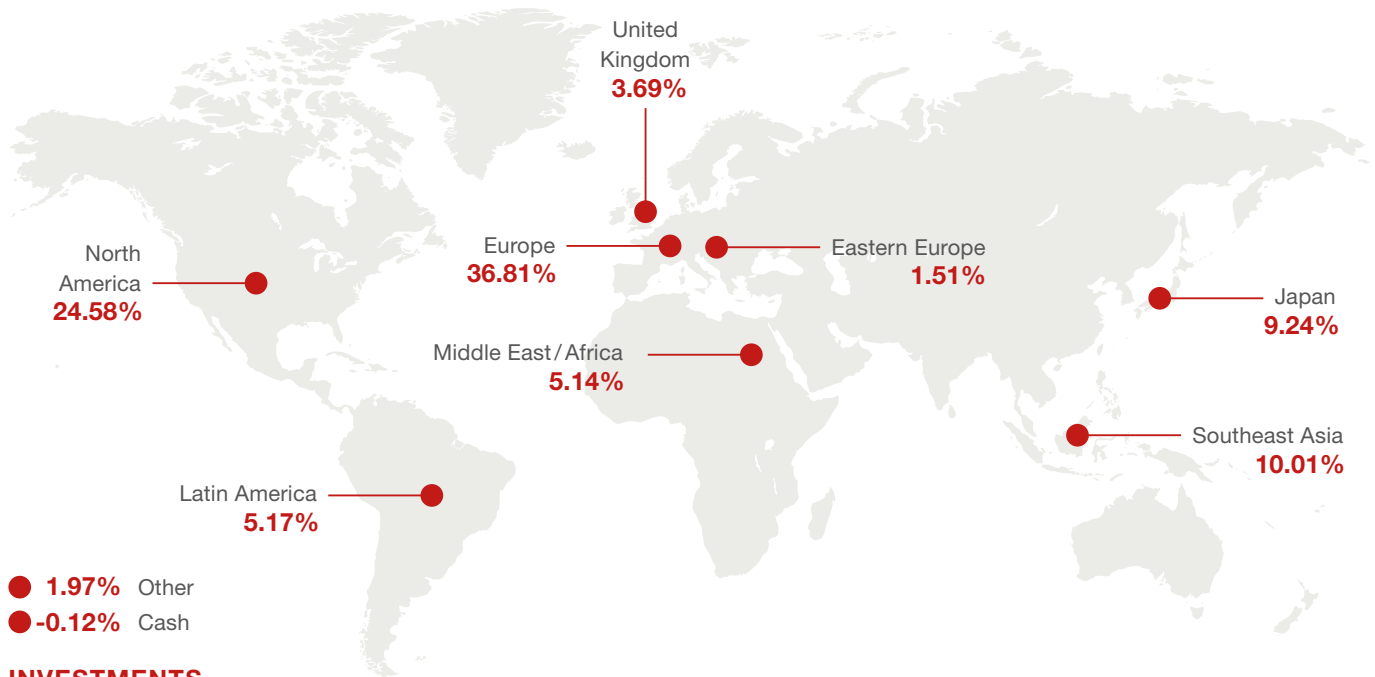 United
Kingdom
3.69%
North
America
24.58%
Europe
36.81%
Eastern Europe
1.51%
Japan
9.24%
Middle East/Africa
5.14%
Southeast Asia
10.01%
Latin America
5.17%
1.97% Other
-0.12% Cash
INVESTMENTS